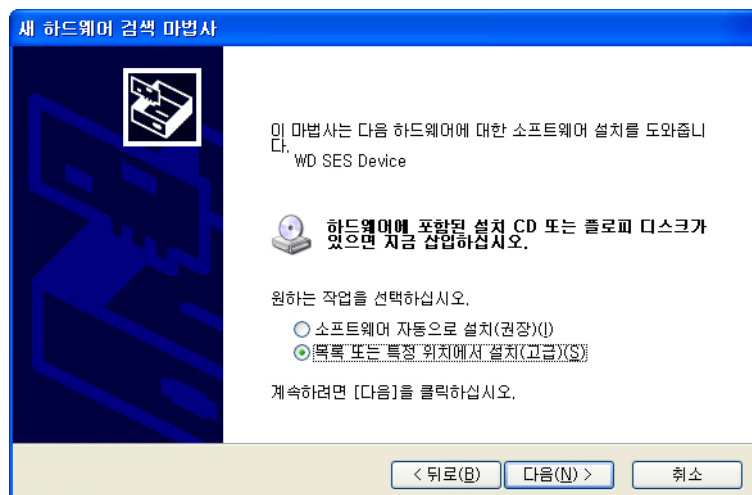 새 하드웨어 검색 마법사
이 마법사는 다음 하드웨어에 대한 소프트웨어 설치를 도와줍니
다.
WD SES Device
하드웨어에 포함된 설치 CD 또는 플로피 디스크가
있으면 지금 삽입하십시오.
원하는 작업을 선택하십시오.
소프트웨어 자동으로 설치(권장)(I)
목록 또는 특정 위치에서 설치(고급)(S)
계속하려면 [다음]을 클릭하십시오.
< 뒤로(B) 다음(N) > 취소